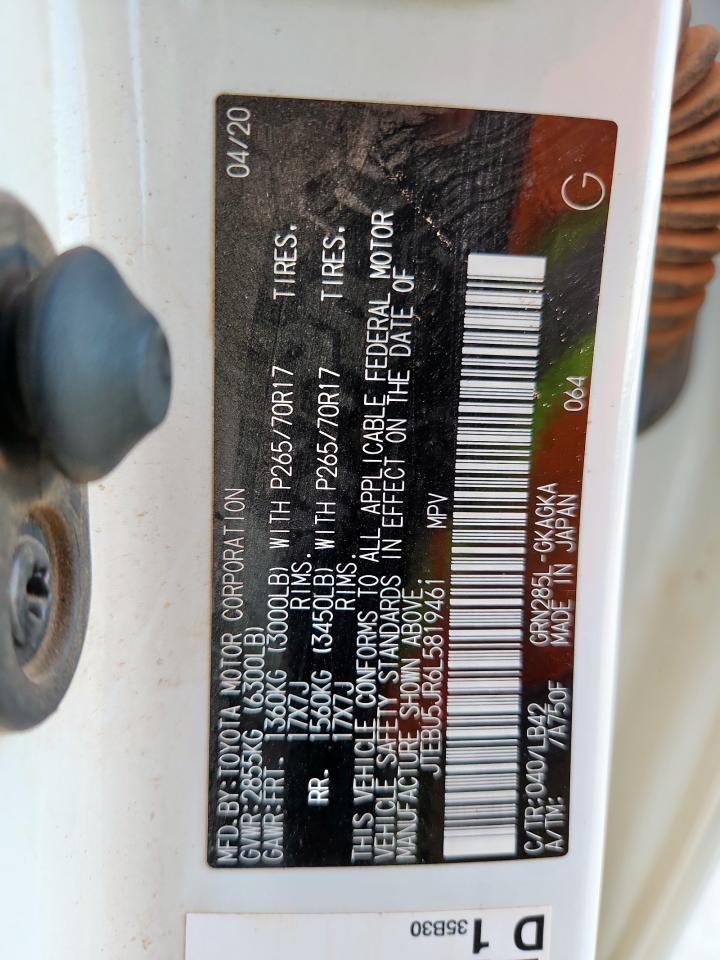 MFD. BY: TOYOTA MOTOR CORPORATION 04/20
GVWR: 2855KG (6300LB)
GAWR: FRT. 1360KG (3000LB) WITH P265/70R17 TIRES.
17X7J RIMS.
RR. 1560KG (3450LB) WITH P265/70R17 TIRES.
17X7J RIMS.
THIS VEHICLE CONFORMS TO ALL APPLICABLE FEDERAL MOTOR
VEHICLE SAFETY STANDARDS IN EFFECT ON THE DATE OF
MANUFACTURE SHOWN ABOVE.
JTEBU5JR6L5819461 MPV
C/TR: 040/LB42 GRN285L-GKAGKA 064 G
A/TM: /A750F MADE IN JAPAN
35B30
D 1